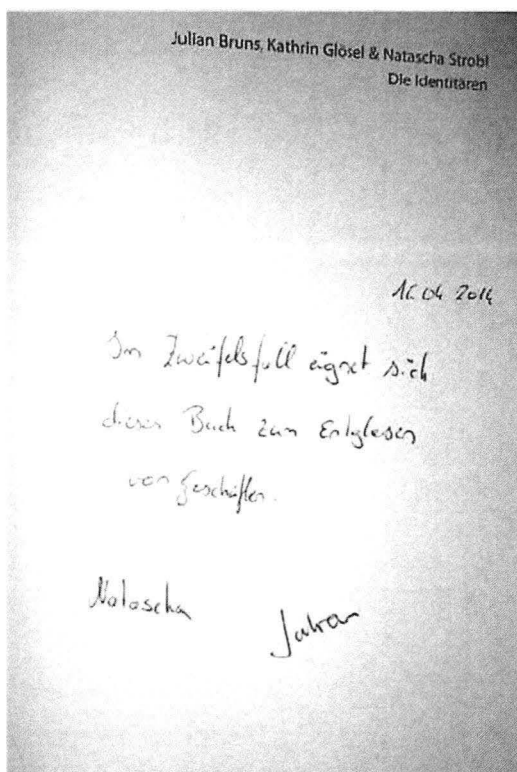 Julian Bruns, Kathrin Glösel & Natascha Strobl
Die Identitären
16.04 2014
Im Zweifelsfall eignet sich
dieses Buch zum Entglasen
von Geschäften.
Natascha
Julian